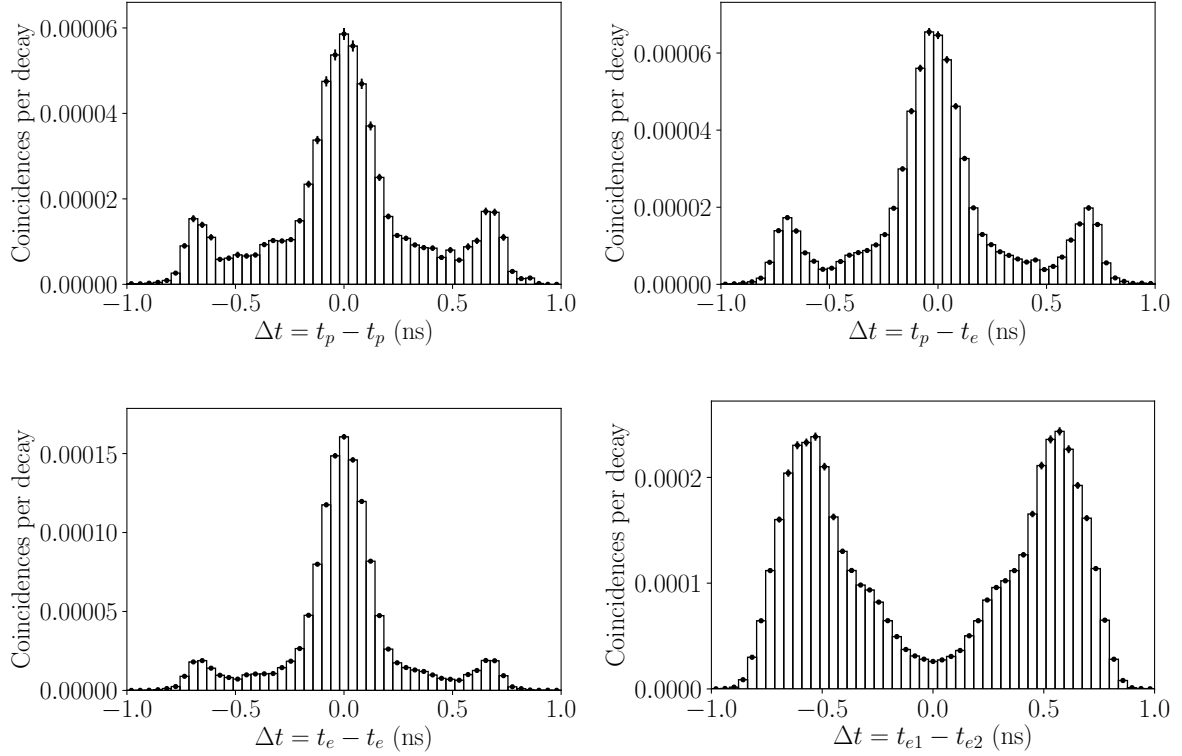 Coincidences per decay
0.00006
0.00004
0.00002
0.00000
−1.0 −0.5 0.0 0.5 1.0
Δt = t_p − t_p (ns)
Coincidences per decay
0.00006
0.00004
0.00002
0.00000
−1.0 −0.5 0.0 0.5 1.0
Δt = t_p − t_e (ns)
Coincidences per decay
0.00015
0.00010
0.00005
0.00000
−1.0 −0.5 0.0 0.5 1.0
Δt = t_e − t_e (ns)
Coincidences per decay
0.0002
0.0001
0.0000
−1.0 −0.5 0.0 0.5 1.0
Δt = t_{e1} − t_{e2} (ns)